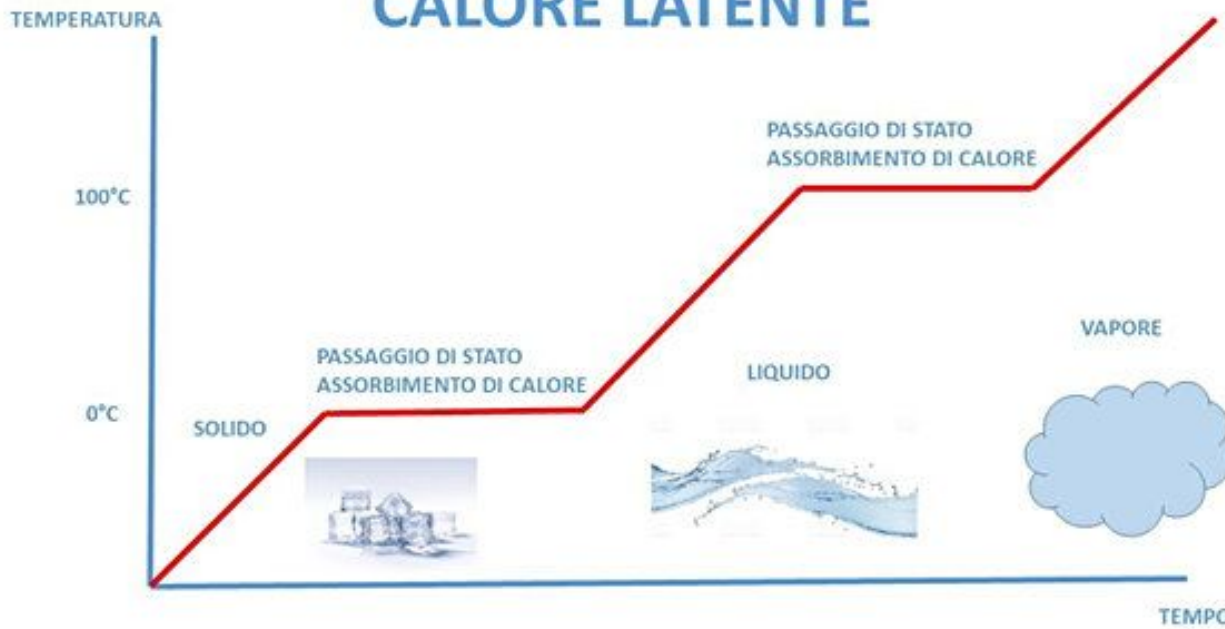 CALORE LATENTE
TEMPERATURA
PASSAGGIO DI STATO
ASSORBIMENTO DI CALORE
100°C
VAPORE
PASSAGGIO DI STATO
ASSORBIMENTO DI CALORE
LIQUIDO
0°C
SOLIDO
TEMPO